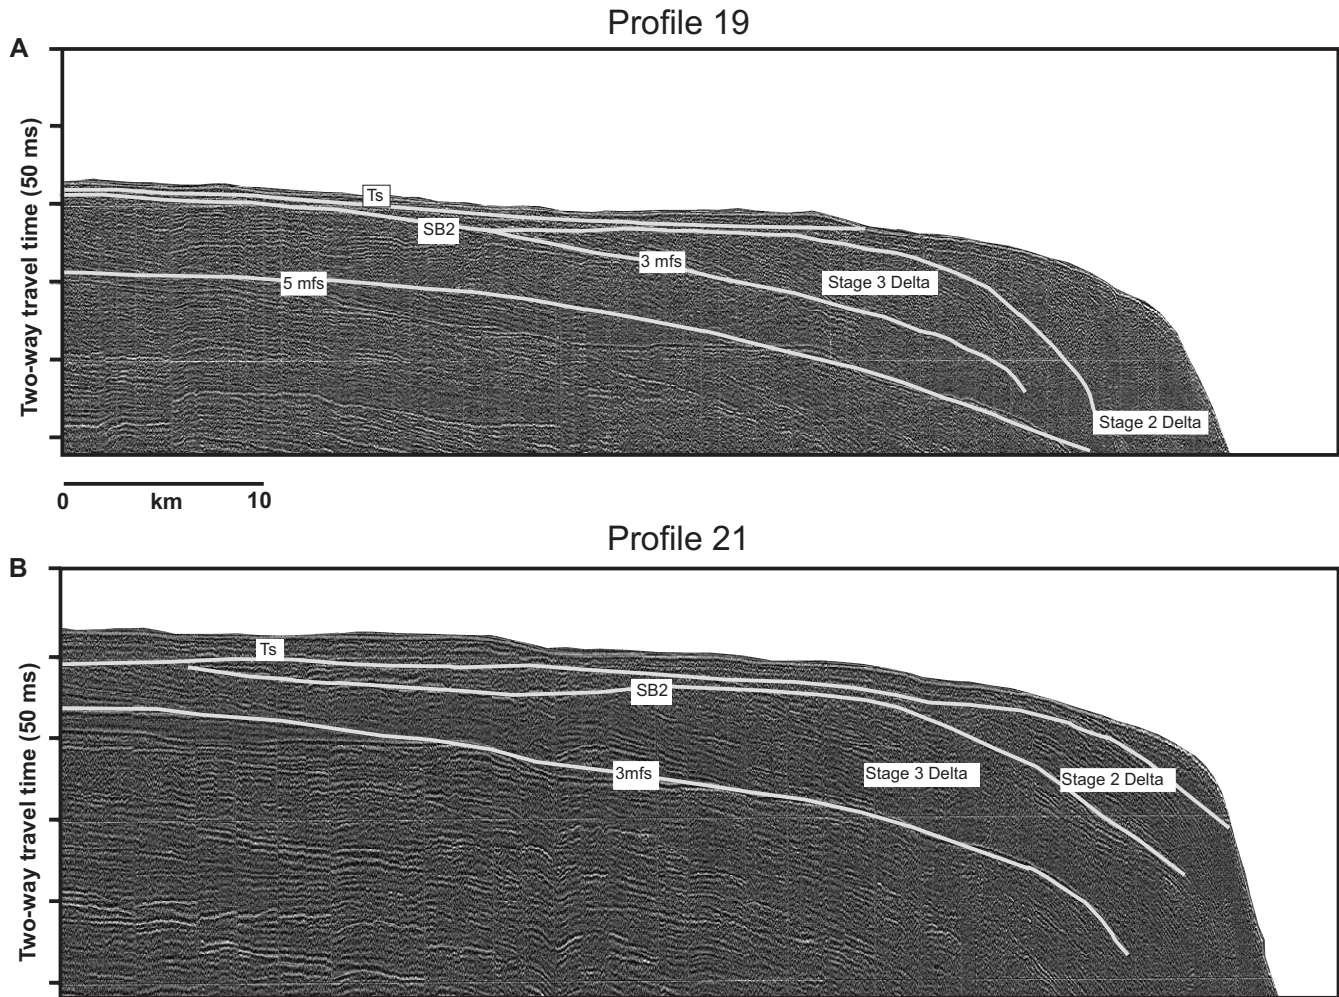 Profile 19
A
Two-way travel time (50 ms)
Ts
SB2
3 mfs
5 mfs
Stage 3 Delta
Stage 2 Delta
0 km 10
Profile 21
B
Two-way travel time (50 ms)
Ts
SB2
3mfs
Stage 3 Delta
Stage 2 Delta